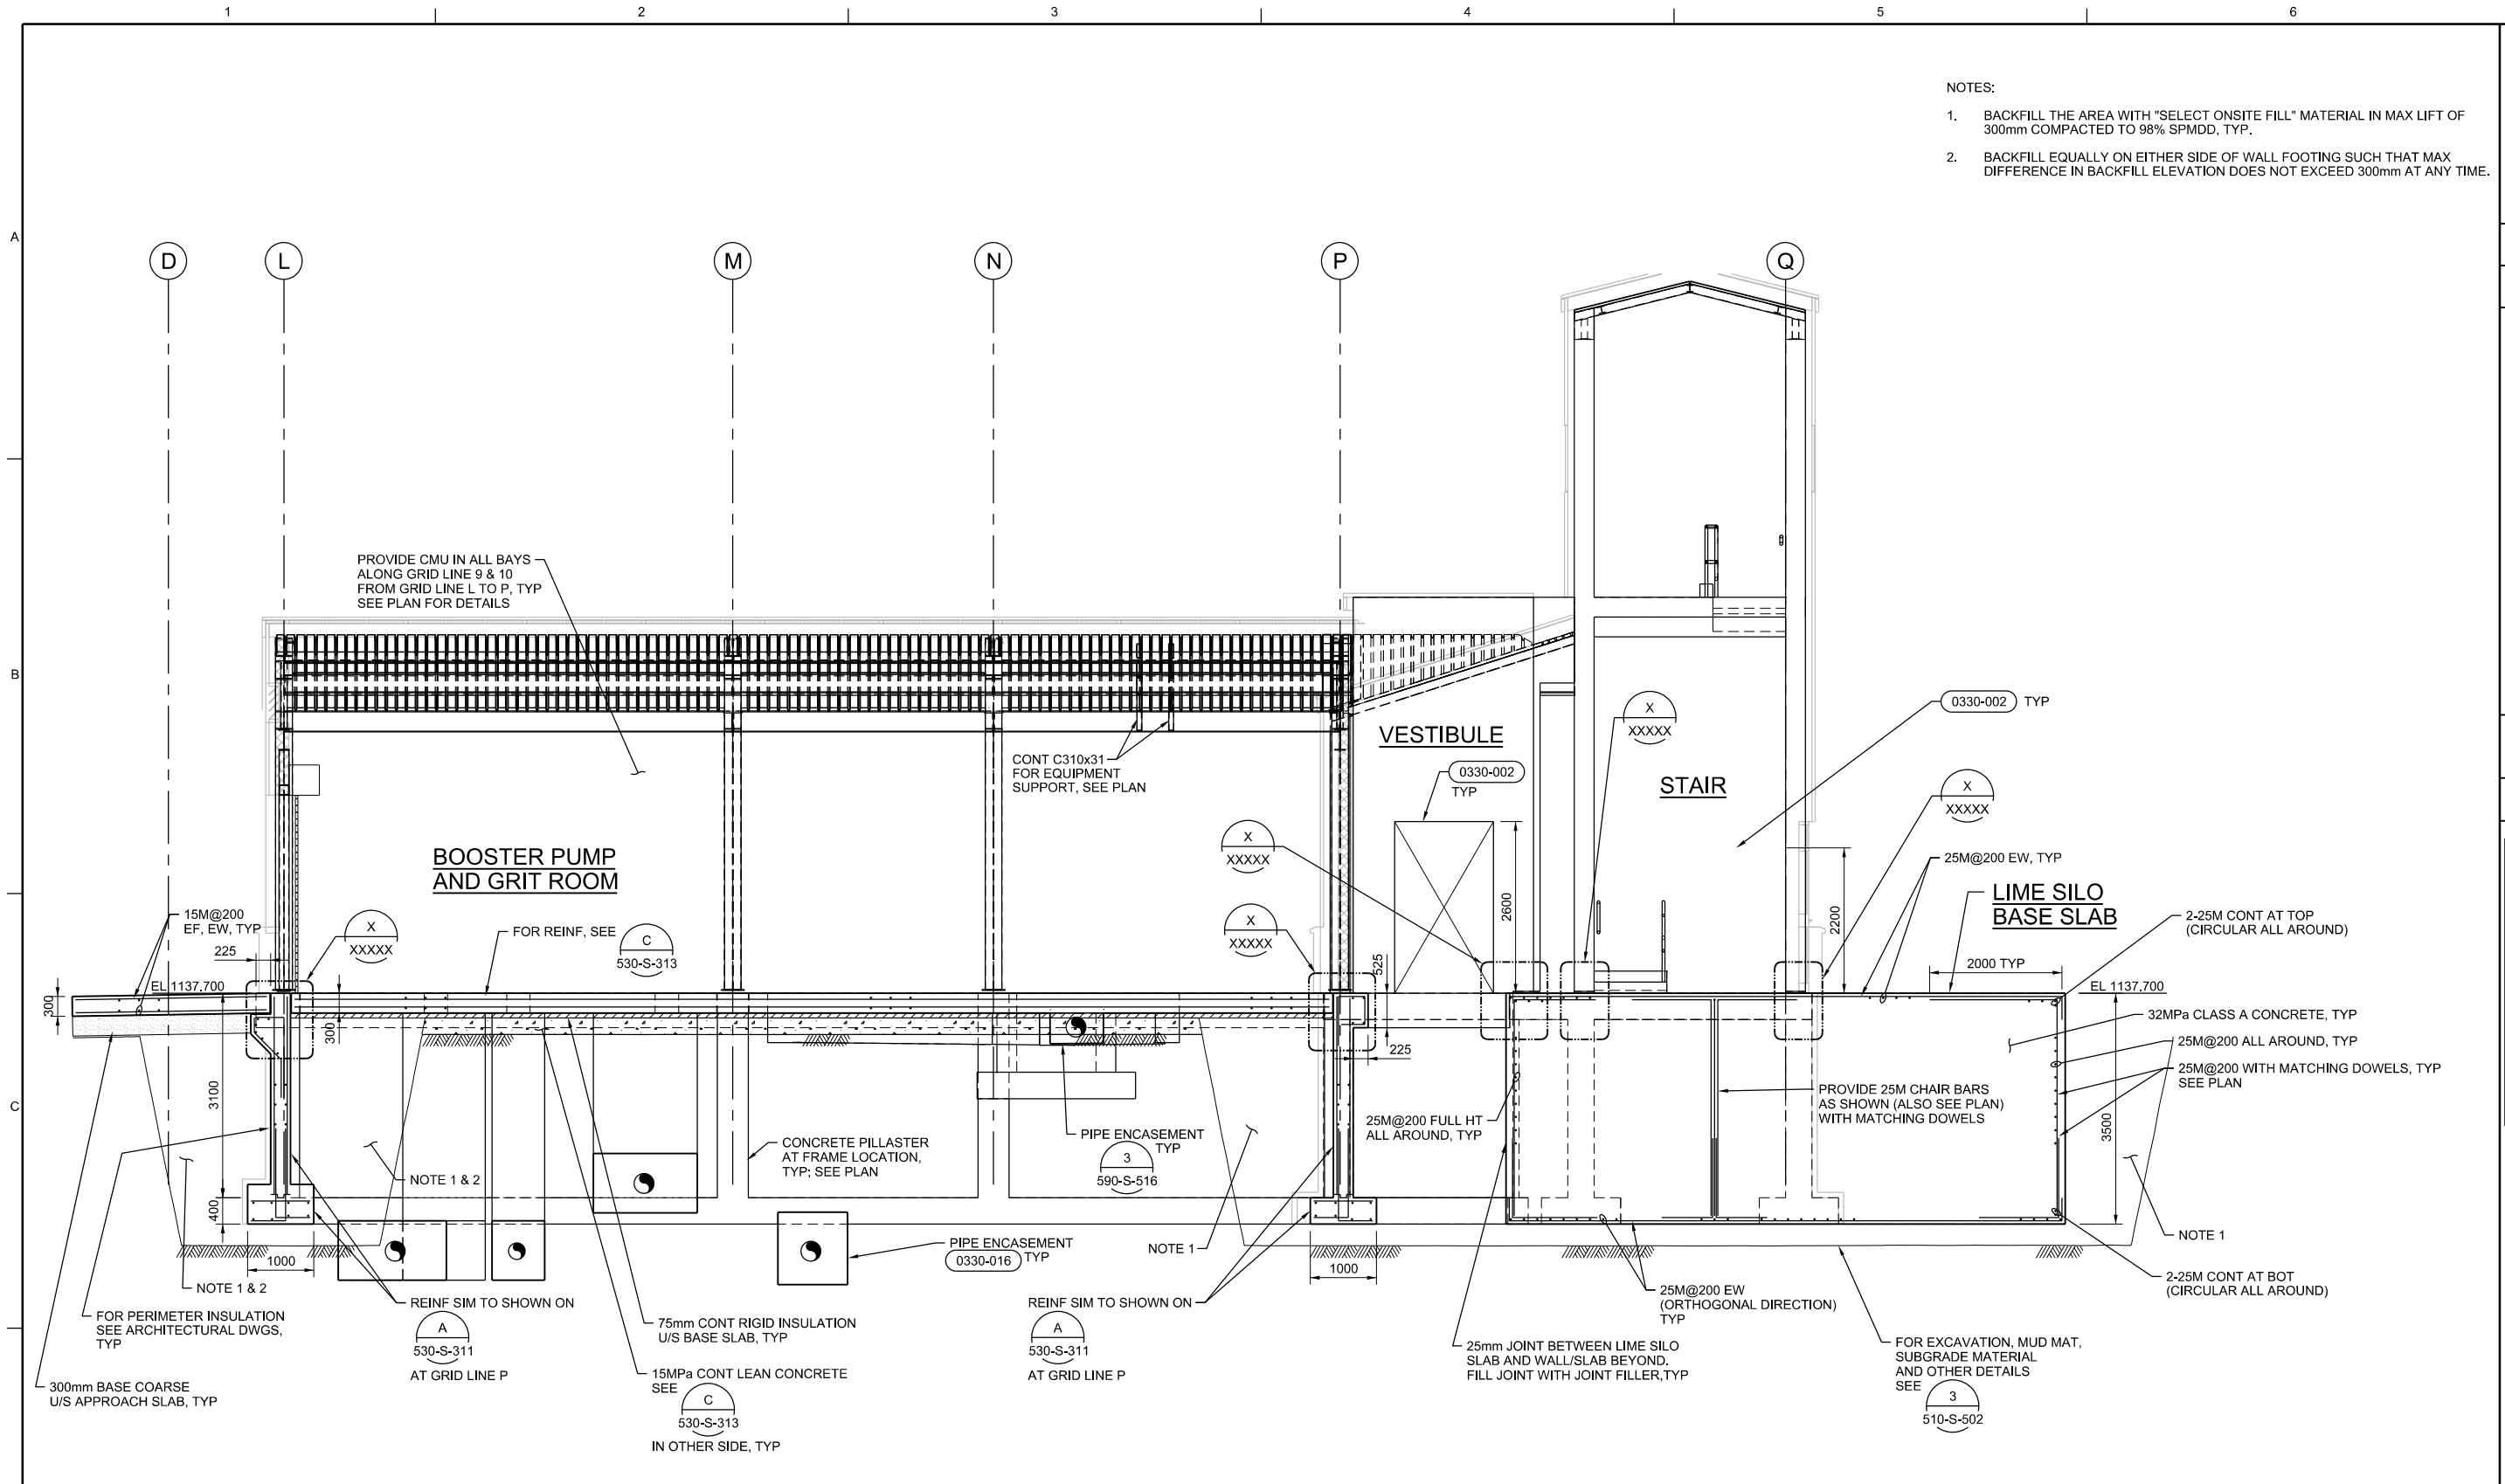 1
2
3
4
5
6
NOTES:
1. BACKFILL THE AREA WITH "SELECT ONSITE FILL" MATERIAL IN MAX LIFT OF
300mm COMPACTED TO 98% SPMDD, TYP.
2. BACKFILL EQUALLY ON EITHER SIDE OF WALL FOOTING SUCH THAT MAX
DIFFERENCE IN BACKFILL ELEVATION DOES NOT EXCEED 300mm AT ANY TIME.
A
B
C
D
L
M
N
P
Q
PROVIDE CMU IN ALL BAYS
ALONG GRID LINE 9 & 10
FROM GRID LINE L TO P, TYP
SEE PLAN FOR DETAILS
CONT C310x31
FOR EQUIPMENT
SUPPORT, SEE PLAN
VESTIBULE
0330-002
TYP
X
XXXXX
0330-002 TYP
STAIR
X
XXXXX
X
XXXXX
BOOSTER PUMP
AND GRIT ROOM
25M@200 EW, TYP
LIME SILO
BASE SLAB
2600
2200
15M@200
EF, EW, TYP
225
X
XXXXX
FOR REINF, SEE
C
530-S-313
X
XXXXX
525
2-25M CONT AT TOP
(CIRCULAR ALL AROUND)
2000 TYP
EL 1137.700
EL 1137.700
300
300
225
32MPa CLASS A CONCRETE, TYP
25M@200 ALL AROUND, TYP
25M@200 WITH MATCHING DOWELS, TYP
SEE PLAN
3100
PROVIDE 25M CHAIR BARS
AS SHOWN (ALSO SEE PLAN)
WITH MATCHING DOWELS
3500
25M@200 FULL HT
ALL AROUND, TYP
CONCRETE PILLASTER
AT FRAME LOCATION,
TYP; SEE PLAN
PIPE ENCASEMENT
TYP
3
590-S-516
NOTE 1 & 2
400
1000
PIPE ENCASEMENT
0330-016 TYP
NOTE 1
1000
NOTE 1
NOTE 1 & 2
2-25M CONT AT BOT
(CIRCULAR ALL AROUND)
FOR PERIMETER INSULATION
SEE ARCHITECTURAL DWGS,
TYP
REINF SIM TO SHOWN ON
A
530-S-311
AT GRID LINE P
75mm CONT RIGID INSULATION
U/S BASE SLAB, TYP
REINF SIM TO SHOWN ON
A
530-S-311
AT GRID LINE P
25M@200 EW
(ORTHOGONAL DIRECTION)
TYP
25mm JOINT BETWEEN LIME SILO
SLAB AND WALL/SLAB BEYOND.
FILL JOINT WITH JOINT FILLER,TYP
FOR EXCAVATION, MUD MAT,
SUBGRADE MATERIAL
AND OTHER DETAILS
SEE
3
510-S-502
300mm BASE COARSE
U/S APPROACH SLAB, TYP
15MPa CONT LEAN CONCRETE
SEE
C
530-S-313
IN OTHER SIDE, TYP